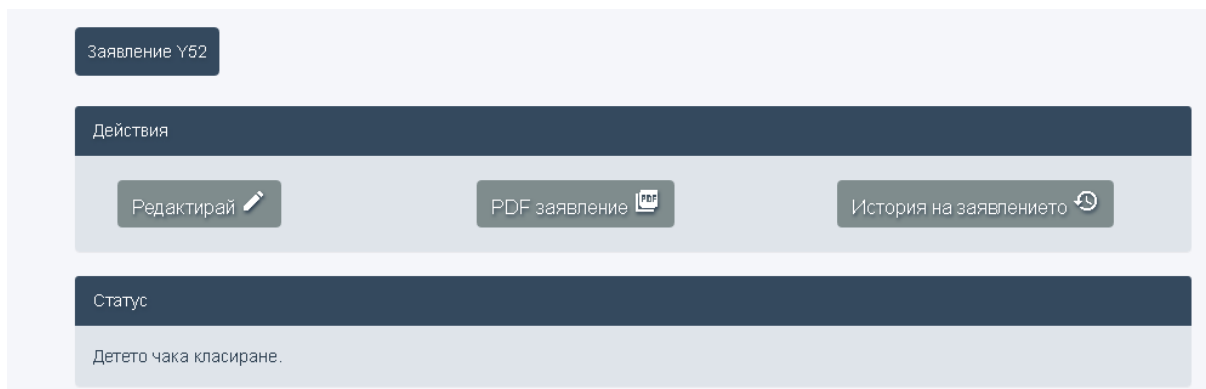 Заявление Y52
Действия
Редактирай
PDF заявление PDF
История на заявлението
Статус
Детето чака класиране.